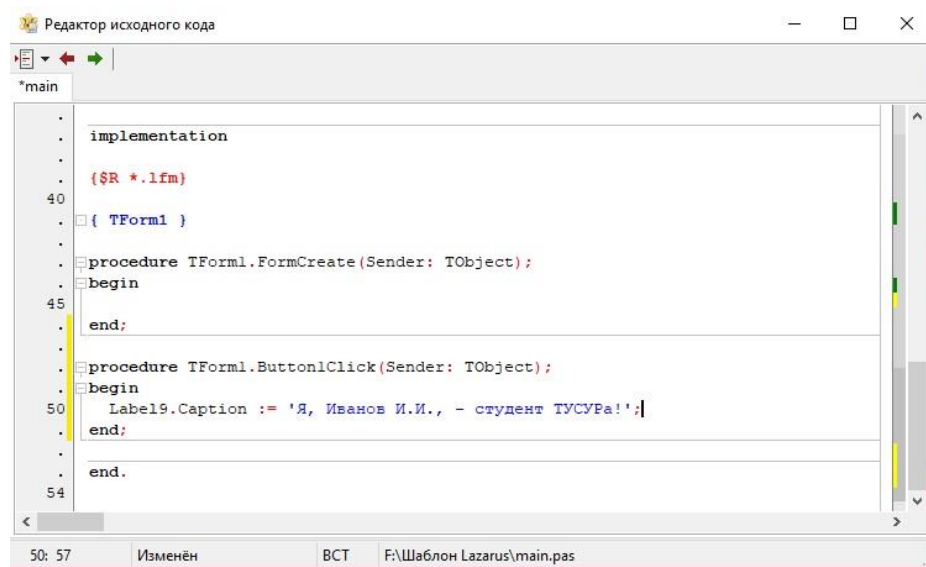 Редактор исходного кода
*main
implementation
{$R *.lfm}
40
{ TForm1 }
procedure TForm1.FormCreate(Sender: TObject);
begin
45
end;
procedure TForm1.Button1Click(Sender: TObject);
begin
50 Label9.Caption := 'Я, Иванов И.И., - студент ТУСУРа!';
end;
end.
54
50: 57 Изменён ВСТ F:\Шаблон Lazarus\main.pas